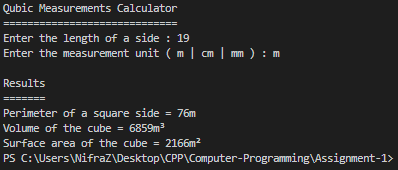 Qubic Measurements Calculator
=============================
Enter the length of a side : 19
Enter the measurement unit ( m | cm | mm ) : m
Results
=======
Perimeter of a square side = 76m
Volume of the cube = 6859m³
Surface area of the cube = 2166m²
PS C:\Users\NifraZ\Desktop\CPP\Computer-Programming\Assignment-1>